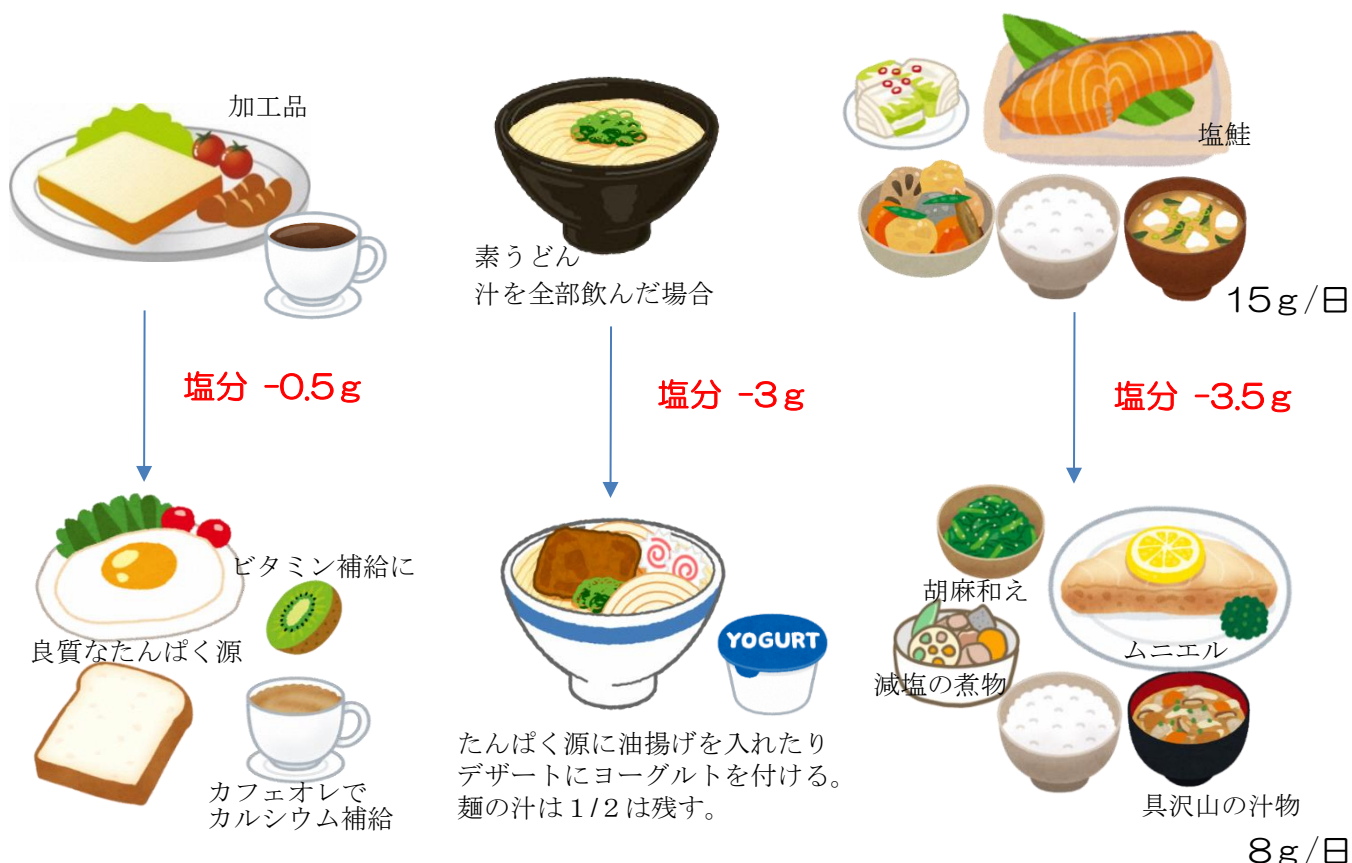 加工品
素うどん
汁を全部飲んだ場合
塩鮭
15g/日
塩分 -0.5g
塩分 -3g
塩分 -3.5g
ビタミン補給に
良質なたんぱく源
カフェオレで
カルシウム補給
YOGURT
たんぱく源に油揚げを入れたり
デザートにヨーグルトを付ける。
麺の汁は1/2は残す。
胡麻和え
ムニエル
減塩の煮物
具沢山の汁物
8g/日